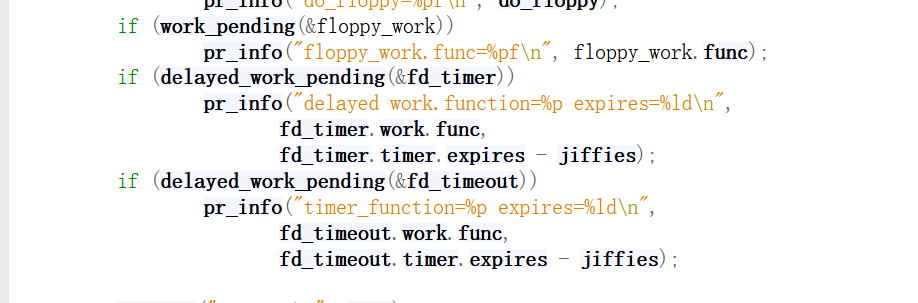 pr_info("do_floppy=%pf\n", do_floppy);
if (work_pending(&floppy_work))
pr_info("floppy_work.func=%pf\n", floppy_work.func);
if (delayed_work_pending(&fd_timer))
pr_info("delayed work.function=%p expires=%ld\n",
fd_timer.work.func,
fd_timer.timer.expires - jiffies);
if (delayed_work_pending(&fd_timeout))
pr_info("timer_function=%p expires=%ld\n",
fd_timeout.work.func,
fd_timeout.timer.expires - jiffies);